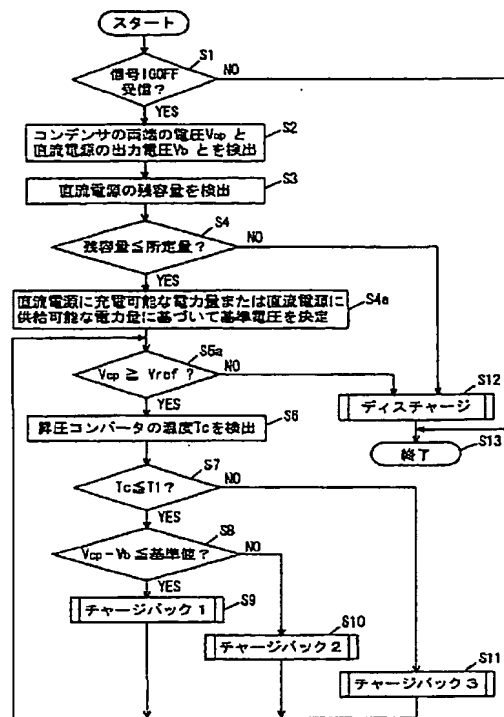 スタート
S1
信号IGOFF
受信?
NO
YES
S2
コンデンサの両端の電圧Vcpと
直流電源の出力電圧Vbとを検出
S3
直流電源の残容量を検出
S4
残容量≦所定量?
NO
YES
S4a
直流電源に充電可能な電力量または直流電源に
供給可能な電力量に基づいて基準電圧を決定
S5a
Vcp ≧ Vref ?
NO
YES
S12
ディスチャージ
S6
昇圧コンバータの温度Tcを検出
S13
終了
S7
Tc≦T1?
NO
YES
S8
Vcp-Vb≦基準値?
NO
YES
S9
チャージバック1
S10
チャージバック2
S11
チャージバック3